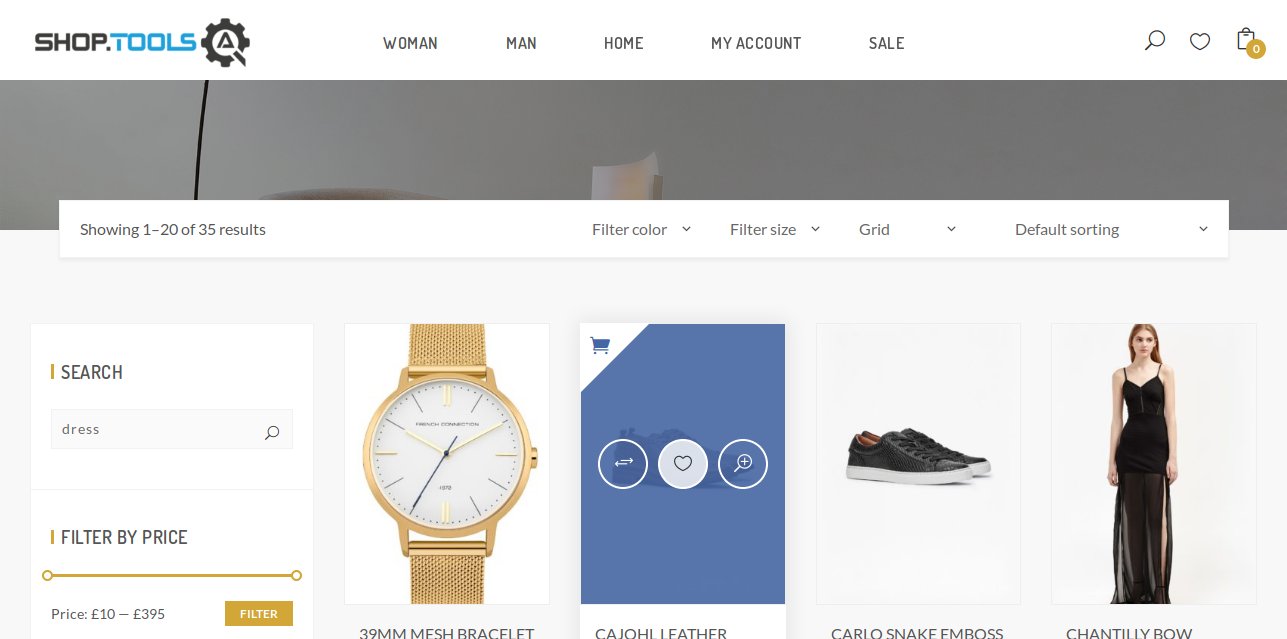 SHOP.TOOLS
WOMAN MAN HOME MY ACCOUNT SALE
0
Showing 1–20 of 35 results
Filter color Filter size Grid Default sorting
SEARCH
dress
FILTER BY PRICE
Price: £10 — £395 FILTER
FRENCH CONNECTION
1972
39MM MESH BRACELET
CAJOHL LEATHER
CARLO SNAKE EMBOSS
CHANTILLY BOW